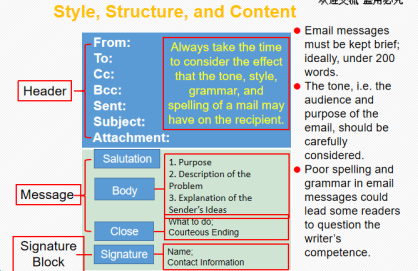 Style, Structure, and Content
Header
From:
To:
Cc:
Bcc:
Sent:
Subject:
Attachment:
Always take the time
to consider the effect
that the tone, style,
grammar, and
spelling of a mail may
have on the recipient.
Message
Salutation
Body
1. Purpose
2. Description of the
Problem
3. Explanation of the
Sender's Ideas
Close
What to do;
Courteous Ending
Signature
Block
Signature
Name;
Contact Information
● Email messages
must be kept brief;
ideally, under 200
words.
● The tone, i.e. the
audience and
purpose of the
email, should be
carefully
considered.
● Poor spelling and
grammar in email
messages could
lead some readers
to question the
writer's
competence.